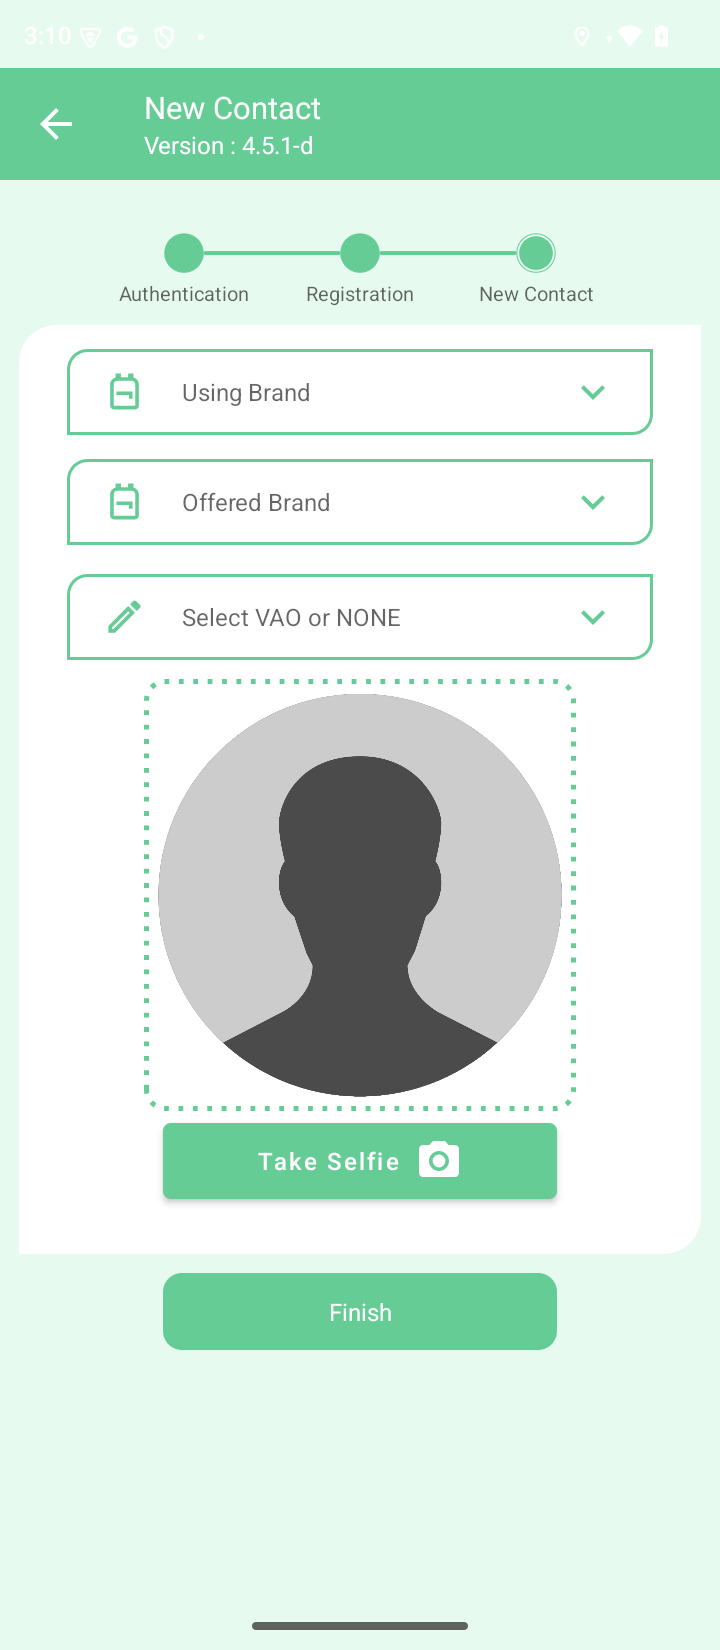 3:10
New Contact
Version : 4.5.1-d
Authentication
Registration
New Contact
Using Brand
Offered Brand
Select VAO or NONE
Take Selfie
Finish